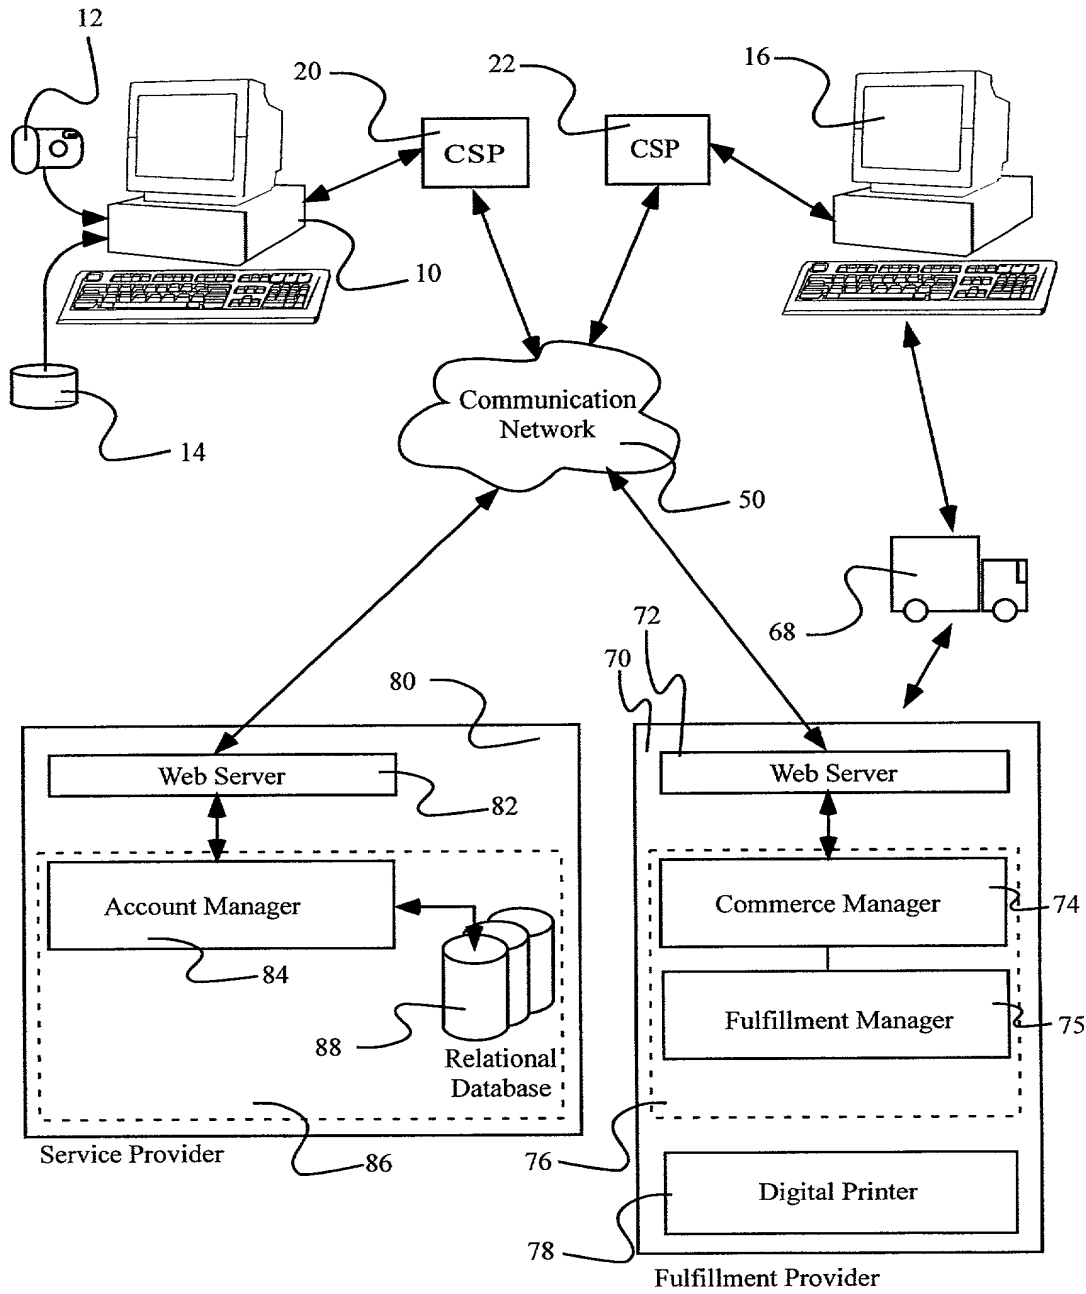 12
20
22
16
CSP
CSP
10
14
Communication
Network
50
68
72
70
80
Web Server
82
Web Server
Account Manager
84
Commerce Manager
74
Fulfillment Manager
75
88
Relational
Database
Service Provider
86
76
Digital Printer
78
Fulfillment Provider